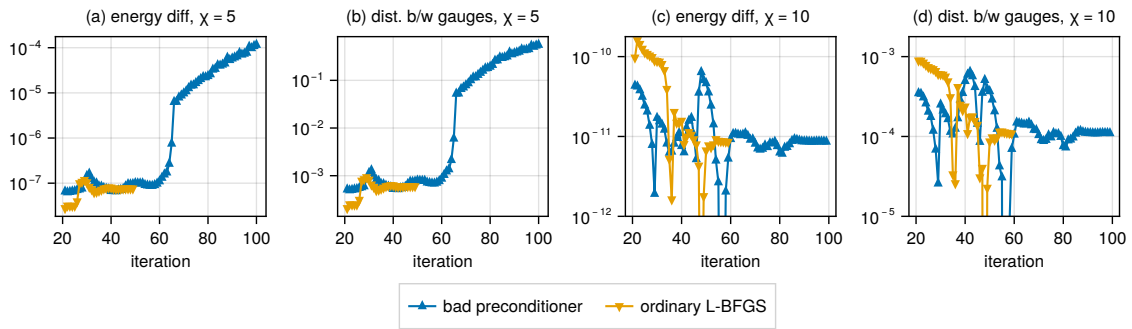 (a) energy diff, χ = 5
(b) dist. b/w gauges, χ = 5
(c) energy diff, χ = 10
(d) dist. b/w gauges, χ = 10
10⁻⁴
10⁻⁵
10⁻⁶
10⁻⁷
20 40 60 80 100
iteration
10⁻¹
10⁻²
10⁻³
20 40 60 80 100
iteration
10⁻¹⁰
10⁻¹¹
10⁻¹²
20 40 60 80 100
iteration
10⁻³
10⁻⁴
10⁻⁵
20 40 60 80 100
iteration
bad preconditioner
ordinary L-BFGS